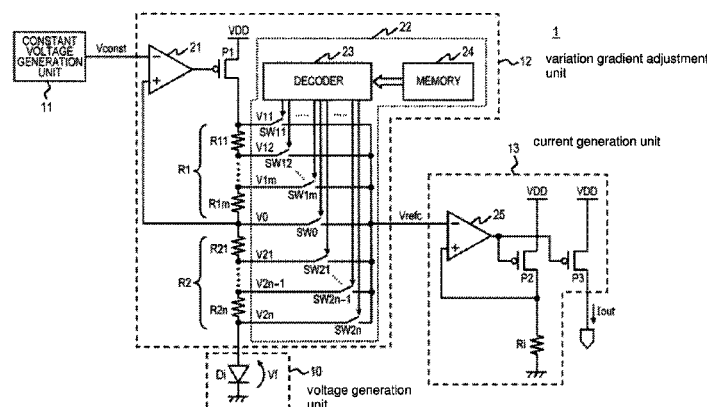 1
CONSTANT
VOLTAGE
GENERATION
UNIT
11
Vconst
21
P1
VDD
22
23
DECODER
24
MEMORY
12
variation gradient adjustment
unit
V11
SW11
R11
V12
SW12
R1
V1m
SW1m
R1m
V0
SW0
R21
V21
SW21
R2
V2n-1
SW2n-1
R2n
V2n
SW2n
Vrefc
current generation unit
13
VDD
VDD
25
P2
P3
Iout
Ri
Di
Vf
10
voltage generation
unit